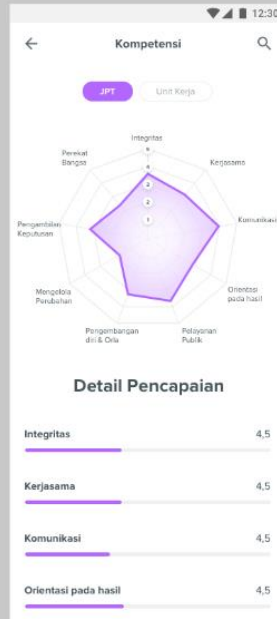 12:30
Kompetensi
JPT
Unit Kerja
Integritas
Perekat
Bangsa
Kerjasama
Pengambilan
Keputusan
Komunikasi
Mengelola
Perubahan
Orientasi
pada hasil
Pengembangan
diri & Orla
Pelayanan
Publik
2
1
Detail Pencapaian
Integritas 4,5
Kerjasama 4,5
Komunikasi 4,5
Orientasi pada hasil 4,5